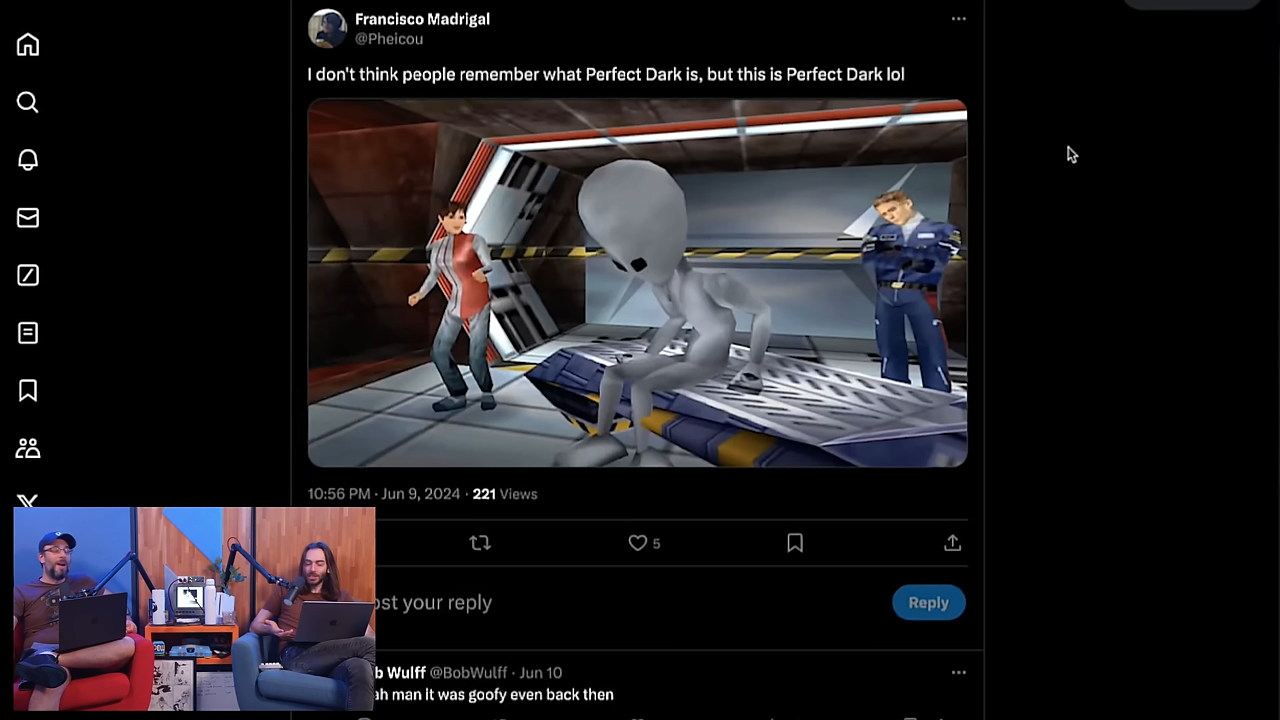 Francisco Madrigal
@Pheicou
I don't think people remember what Perfect Dark is, but this is Perfect Dark lol
10:56 PM · Jun 9, 2024 · 221 Views
5
ost your reply
Reply
b Wulff @BobWulff · Jun 10
ah man it was goofy even back then